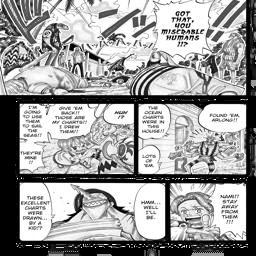 GOT
THAT,
YOU
MISERABLE
HUMANS
!!?
FOUND 'EM,
ARLONG!!
THE
OCEAN
CHARTS
WERE IN
THIS
HOUSE!!
LOTS
OF 'EM.
HUH
!?
GIVE 'EM
BACK!!
THOSE ARE
MY CHARTS!!
I DREW
THEM!!
I'M
GOING TO
USE
THEM
TO SAIL
THE
SEAS!!
THEY'RE
MINE
!!
NAMI!!
STAY
AWAY
FROM
THEM
!!!
HMM...
WELL
I'LL
BE.
THESE
EXCELLENT
CHARTS
WERE
DRAWN...
BY A
KID!?